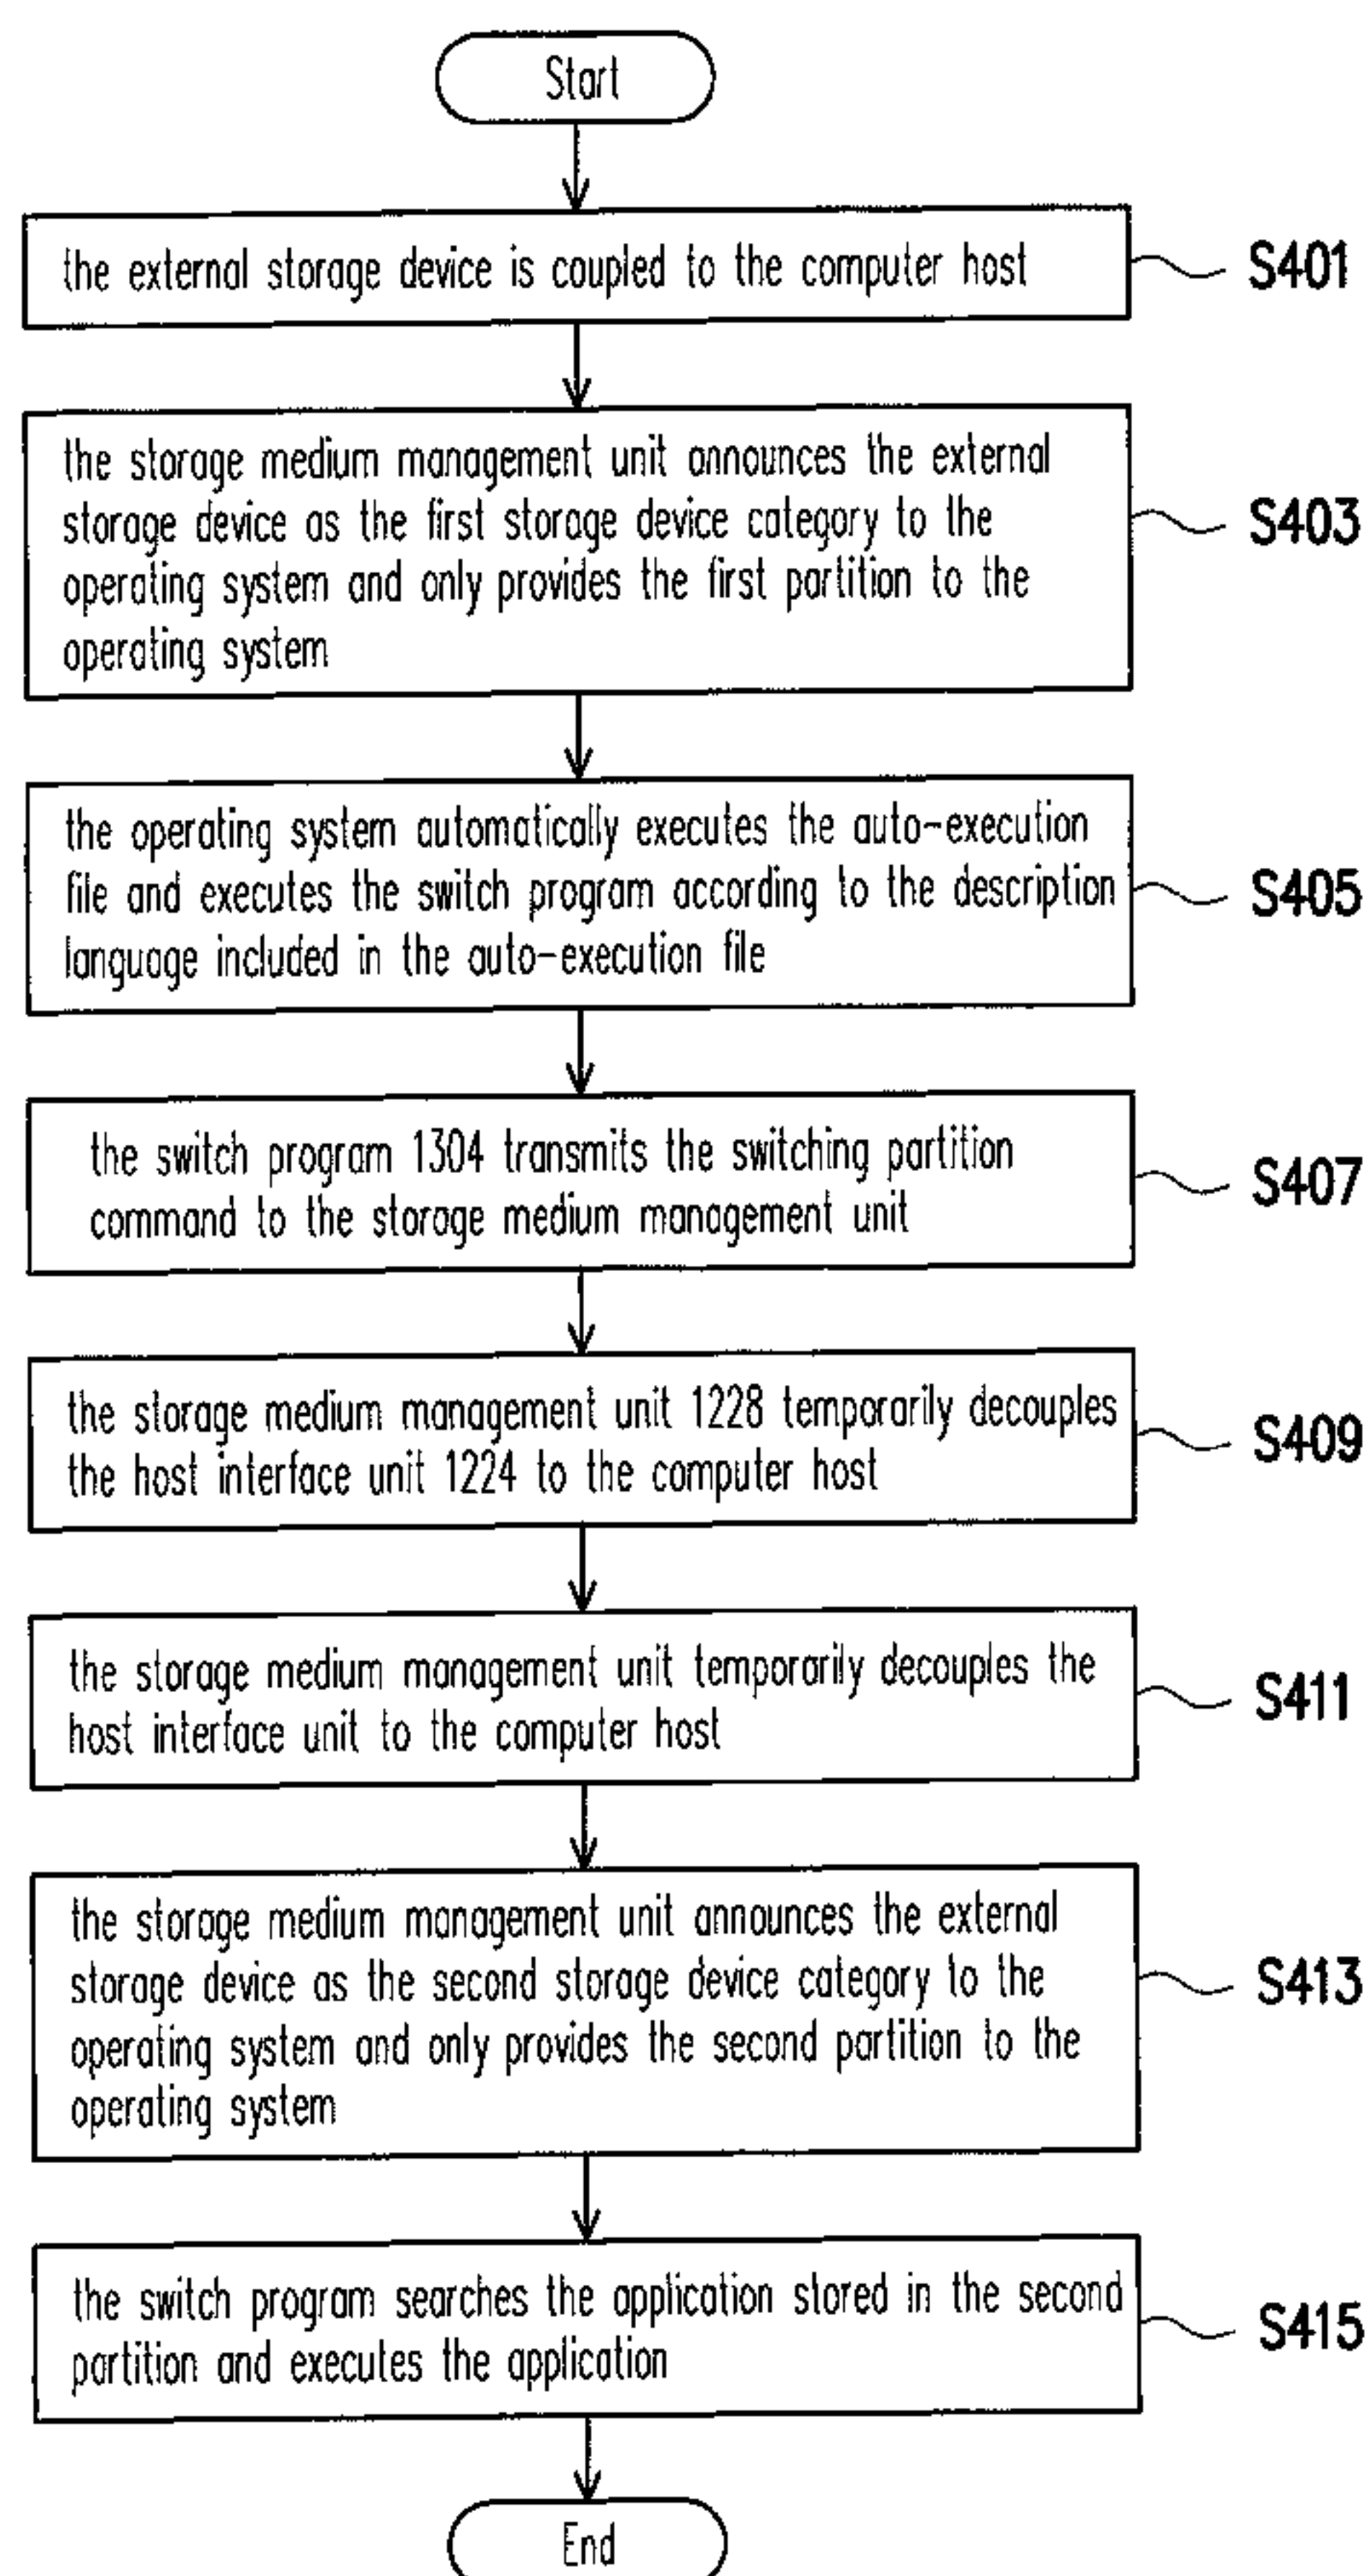 Start
the external storage device is coupled to the computer host
S401
the storage medium management unit announces the external
storage device as the first storage device category to the
operating system and only provides the first partition to the
operating system
S403
the operating system automatically executes the auto-execution
file and executes the switch program according to the description
language included in the auto-execution file
S405
the switch program 1304 transmits the switching partition
command to the storage medium management unit
S407
the storage medium management unit 1228 temporarily decouples
the host interface unit 1224 to the computer host
S409
the storage medium management unit temporarily decouples the
host interface unit to the computer host
S411
the storage medium management unit announces the external
storage device as the second storage device category to the
operating system and only provides the second partition to the
operating system
S413
the switch program searches the application stored in the second
partition and executes the application
S415
End